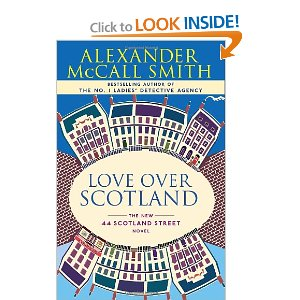 Click to LOOK INSIDE!
ALEXANDER
McCALL SMITH
BESTSELLING AUTHOR OF
THE NO. 1 LADIES' DETECTIVE AGENCY
LOVE OVER
SCOTLAND
THE NEW
44 SCOTLAND STREET
NOVEL